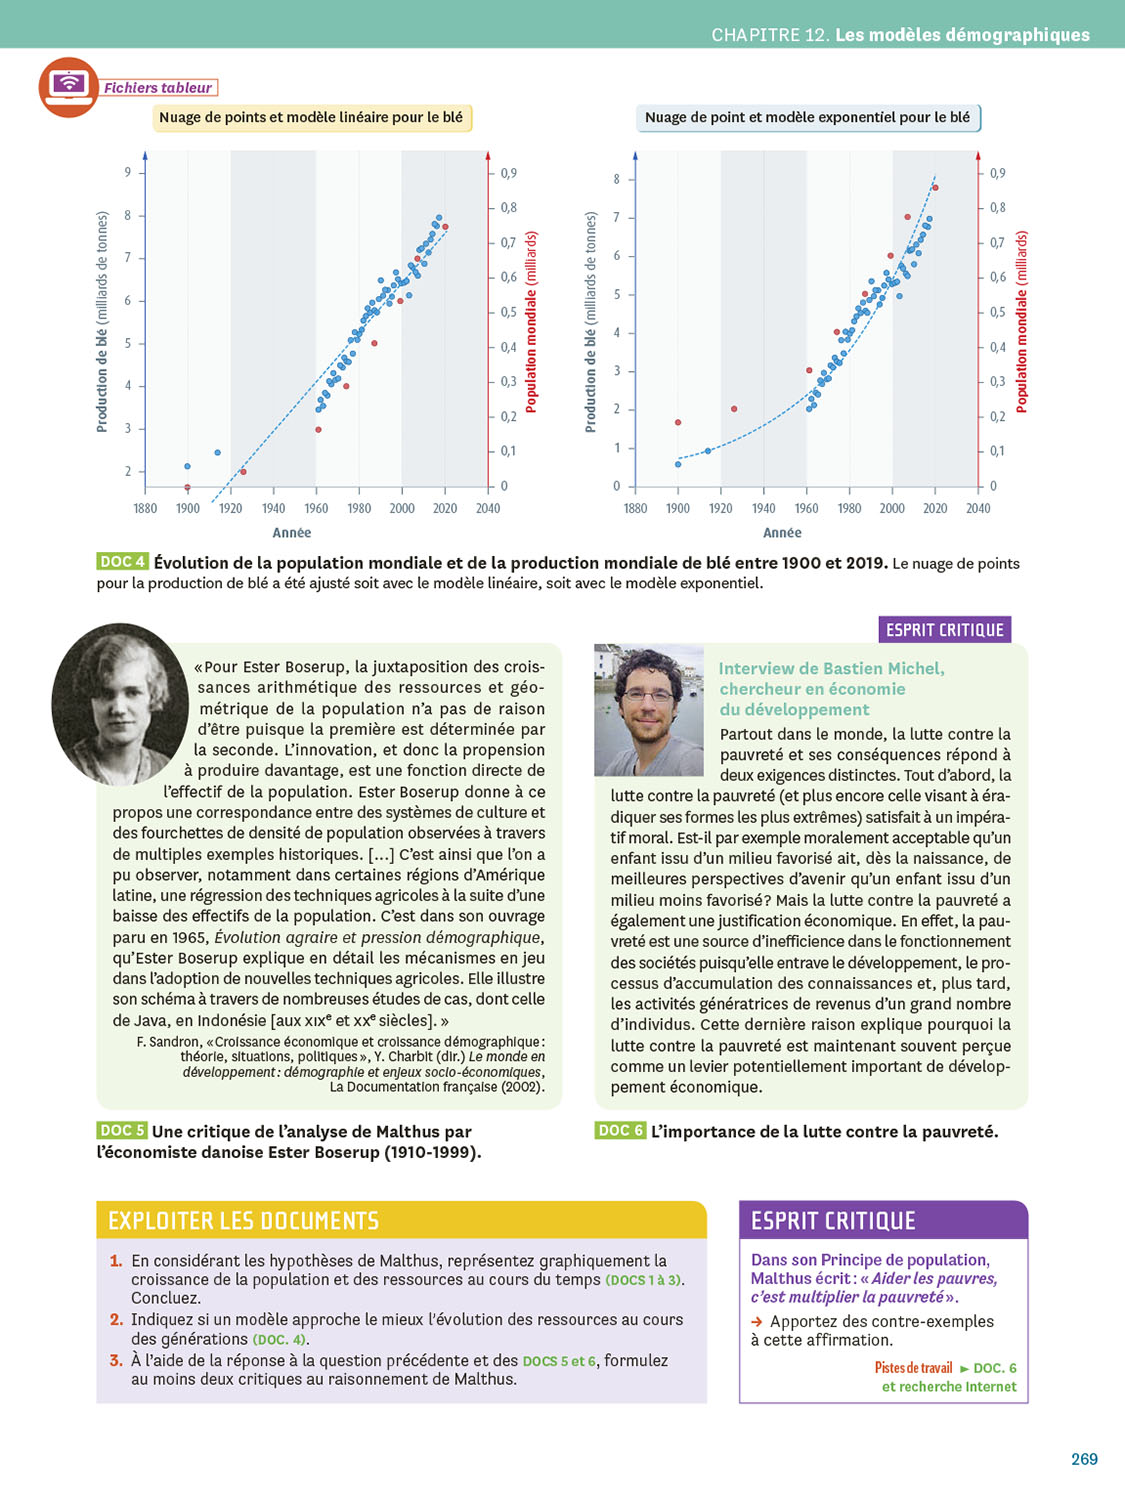 CHAPITRE 12. Les modèles démographiques
Fichiers tableur
Nuage de points et modèle linéaire pour le blé
Production de blé (milliards de tonnes)
9
8
7
6
5
4
3
2
0,9
0,8
0,7
0,6
0,5
0,4
0,3
0,2
0,1
0
Population mondiale (milliards)
1880 1900 1920 1940 1960 1980 2000 2020 2040
Année
Nuage de point et modèle exponentiel pour le blé
Production de blé (milliards de tonnes)
8
7
6
5
4
3
2
1
0
0,9
0,8
0,7
0,6
0,5
0,4
0,3
0,2
0,1
0
Population mondiale (milliards)
1880 1900 1920 1940 1960 1980 2000 2020 2040
Année
DOC 4 Évolution de la population mondiale et de la production mondiale de blé entre 1900 et 2019. Le nuage de points
pour la production de blé a été ajusté soit avec le modèle linéaire, soit avec le modèle exponentiel.
«Pour Ester Boserup, la juxtaposition des crois-
sances arithmétique des ressources et géo-
métrique de la population n'a pas de raison
d'être puisque la première est déterminée par
la seconde. L'innovation, et donc la propension
à produire davantage, est une fonction directe de
l'effectif de la population. Ester Boserup donne à ce
propos une correspondance entre des systèmes de culture et
des fourchettes de densité de population observées à travers
de multiples exemples historiques. [...] C'est ainsi que l'on a
pu observer, notamment dans certaines régions d'Amérique
latine, une régression des techniques agricoles à la suite d'une
baisse des effectifs de la population. C'est dans son ouvrage
paru en 1965, Évolution agraire et pression démographique,
qu'Ester Boserup explique en détail les mécanismes en jeu
dans l'adoption de nouvelles techniques agricoles. Elle illustre
son schéma à travers de nombreuses études de cas, dont celle
de Java, en Indonésie [aux XIXe et XXe siècles]. »
F. Sandron, «Croissance économique et croissance démographique :
théorie, situations, politiques», Y. Charbit (dir.) Le monde en
développement : démographie et enjeux socio-économiques,
La Documentation française (2002).
DOC 5 Une critique de l'analyse de Malthus par
l'économiste danoise Ester Boserup (1910-1999).
ESPRIT CRITIQUE
Interview de Bastien Michel,
chercheur en économie
du développement
Partout dans le monde, la lutte contre la
pauvreté et ses conséquences répond à
deux exigences distinctes. Tout d'abord, la
lutte contre la pauvreté (et plus encore celle visant à éra-
diquer ses formes les plus extrêmes) satisfait à un impéra-
tif moral. Est-il par exemple moralement acceptable qu'un
enfant issu d'un milieu favorisé ait, dès la naissance, de
meilleures perspectives d'avenir qu'un enfant issu d'un
milieu moins favorisé? Mais la lutte contre la pauvreté a
également une justification économique. En effet, la pau-
vreté est une source d'inefficience dans le fonctionnement
des sociétés puisqu'elle entrave le développement, le pro-
cessus d'accumulation des connaissances et, plus tard,
les activités génératrices de revenus d'un grand nombre
d'individus. Cette dernière raison explique pourquoi la
lutte contre la pauvreté est maintenant souvent perçue
comme un levier potentiellement important de dévelop-
pement économique.
DOC 6 L'importance de la lutte contre la pauvreté.
EXPLOITER LES DOCUMENTS
1. En considérant les hypothèses de Malthus, représentez graphiquement la
croissance de la population et des ressources au cours du temps (DOCS 1 à 3).
Concluez.
2. Indiquez si un modèle approche le mieux l'évolution des ressources au cours
des générations (DOC. 4).
3. À l'aide de la réponse à la question précédente et des DOCS 5 et 6, formulez
au moins deux critiques au raisonnement de Malthus.
ESPRIT CRITIQUE
Dans son Principe de population,
Malthus écrit : « Aider les pauvres,
c'est multiplier la pauvreté ».
→ Apportez des contre-exemples
à cette affirmation.
Pistes de travail ► DOC. 6
et recherche Internet
269